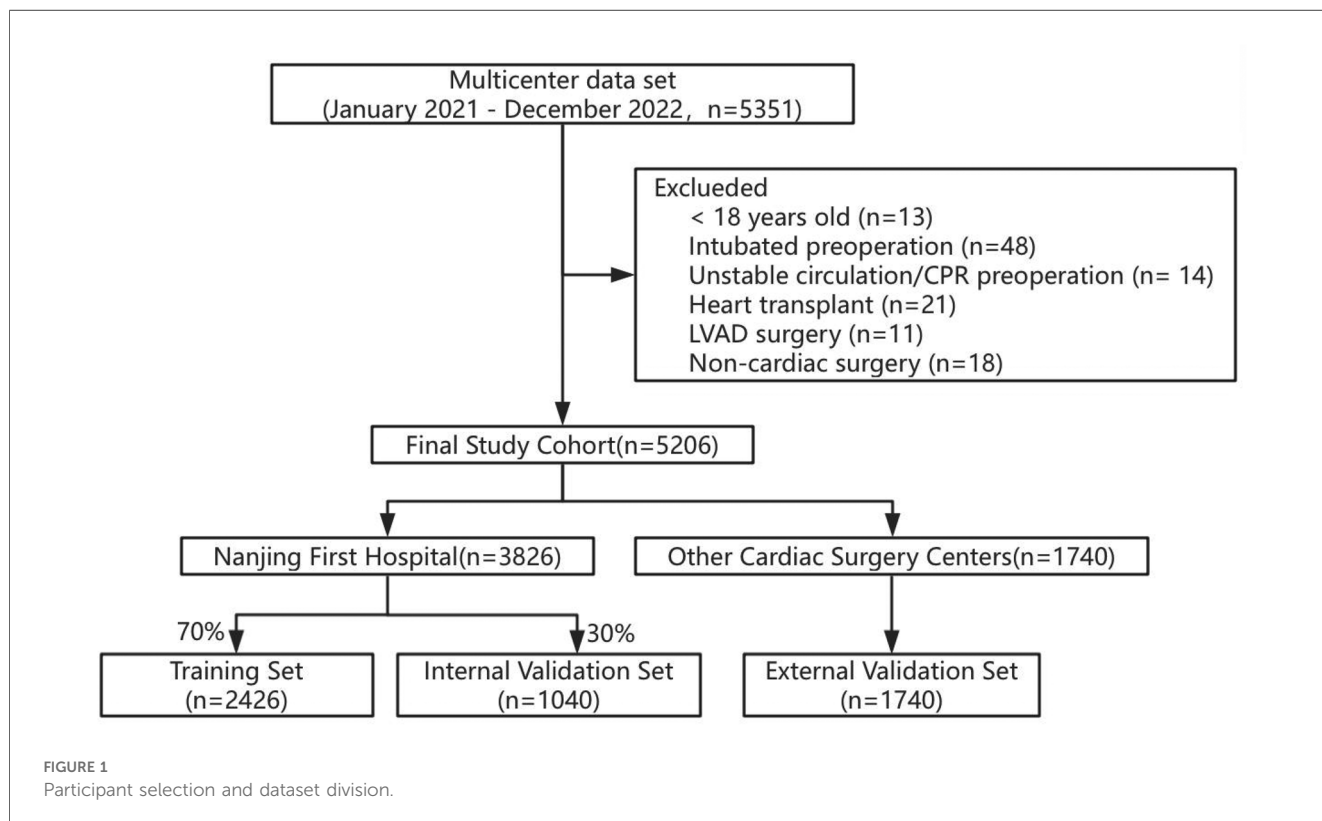 Multicenter data set
(January 2021 - December 2022, n=5351)
Exclueded
< 18 years old (n=13)
Intubated preoperation (n=48)
Unstable circulation/CPR preoperation (n= 14)
Heart transplant (n=21)
LVAD surgery (n=11)
Non-cardiac surgery (n=18)
Final Study Cohort(n=5206)
Nanjing First Hospital(n=3826)
Other Cardiac Surgery Centers(n=1740)
70%
30%
Training Set
(n=2426)
Internal Validation Set
(n=1040)
External Validation Set
(n=1740)
FIGURE 1
Participant selection and dataset division.